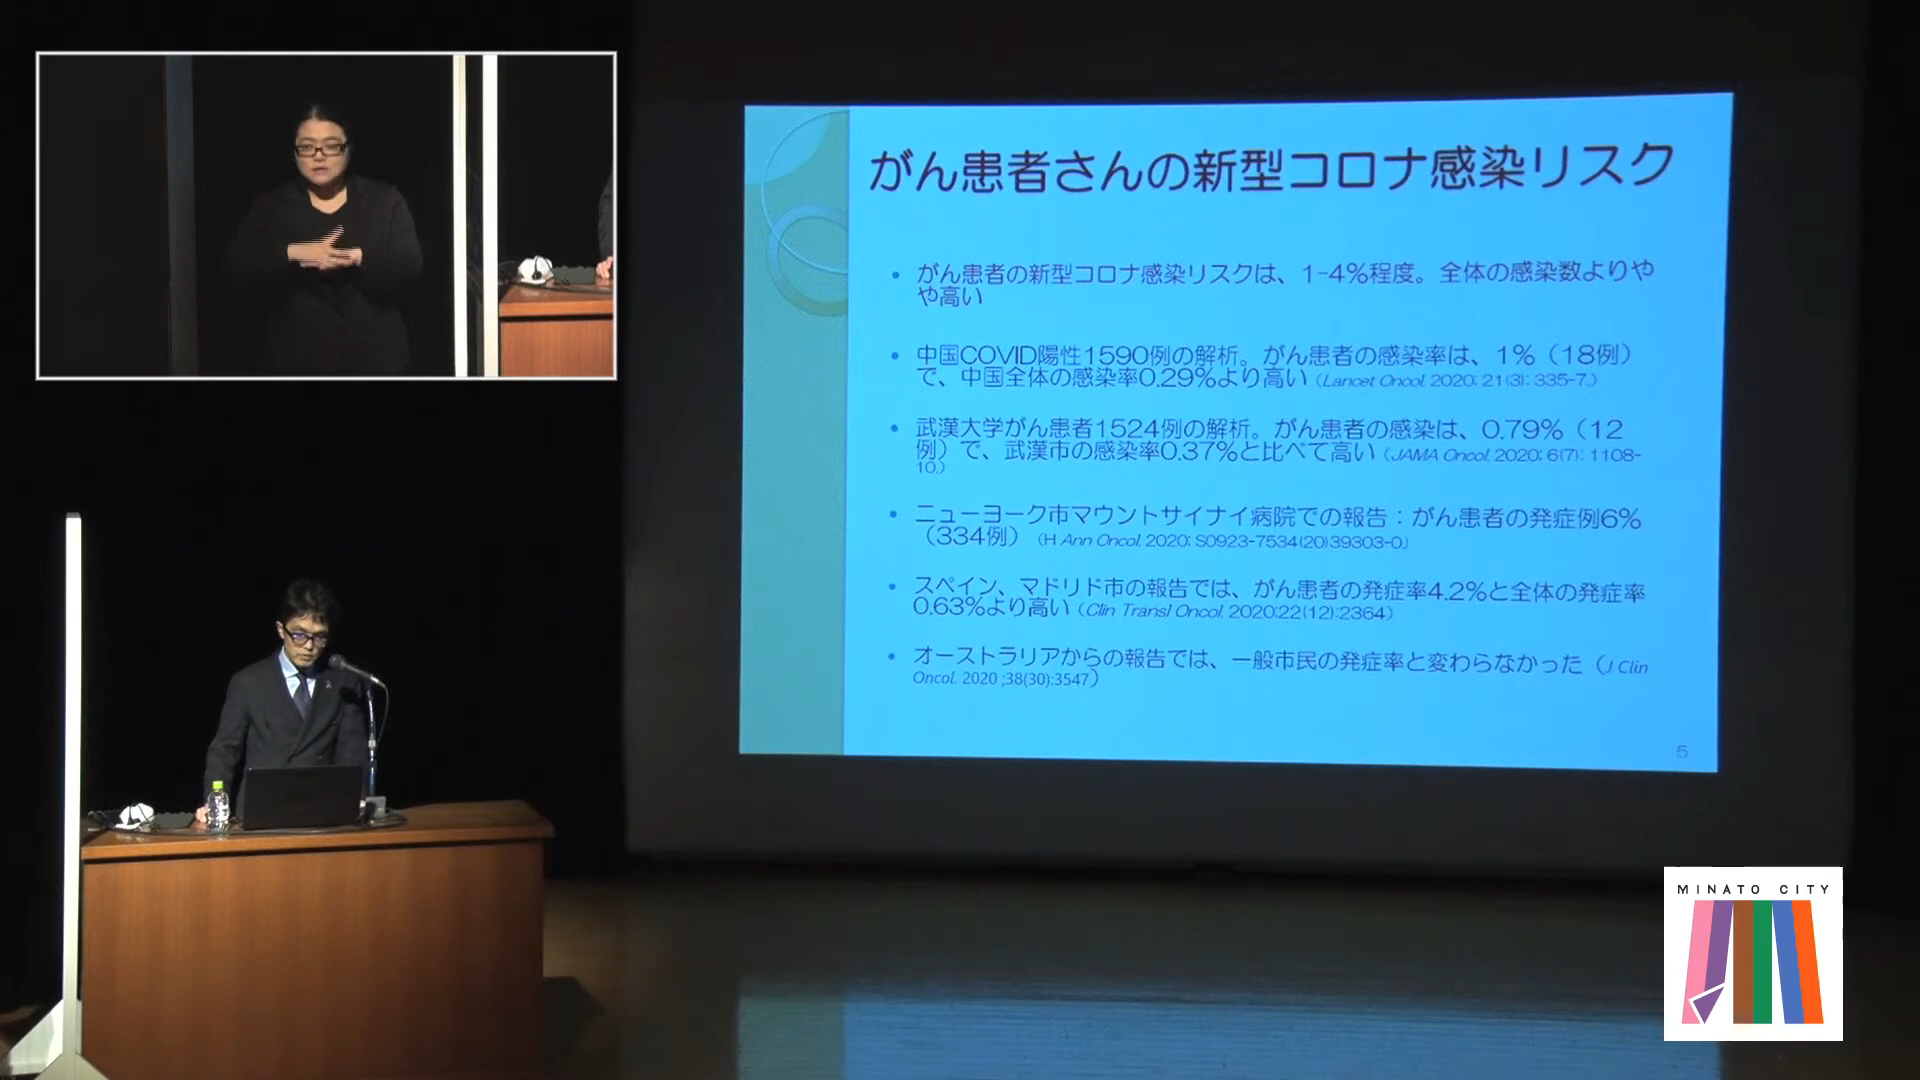 がん患者さんの新型コロナ感染リスク
• がん患者の新型コロナ感染リスクは、1-4%程度。全体の感染数よりや
や高い
• 中国COVID陽性1590例の解析。がん患者の感染率は、1%（18例）
で、中国全体の感染率0.29%より高い（Lancet Oncol. 2020; 21(3): 335-7.）
• 武漢大学がん患者1524例の解析。がん患者の感染は、0.79%（12
例）で、武漢市の感染率0.37%と比べて高い（JAMA Oncol. 2020; 6(7): 1108-
10.）
• ニューヨーク市マウントサイナイ病院での報告：がん患者の発症例6%
（334例）（H Ann Oncol. 2020; S0923-7534(20)39303-0.）
• スペイン、マドリド市の報告では、がん患者の発症率4.2%と全体の発症率
0.63%より高い（Clin Transl Oncol. 2020;22(12):2364）
• オーストラリアからの報告では、一般市民の発症率と変わらなかった（J Clin
Oncol. 2020 ;38(30):3547）
5
MINATO CITY